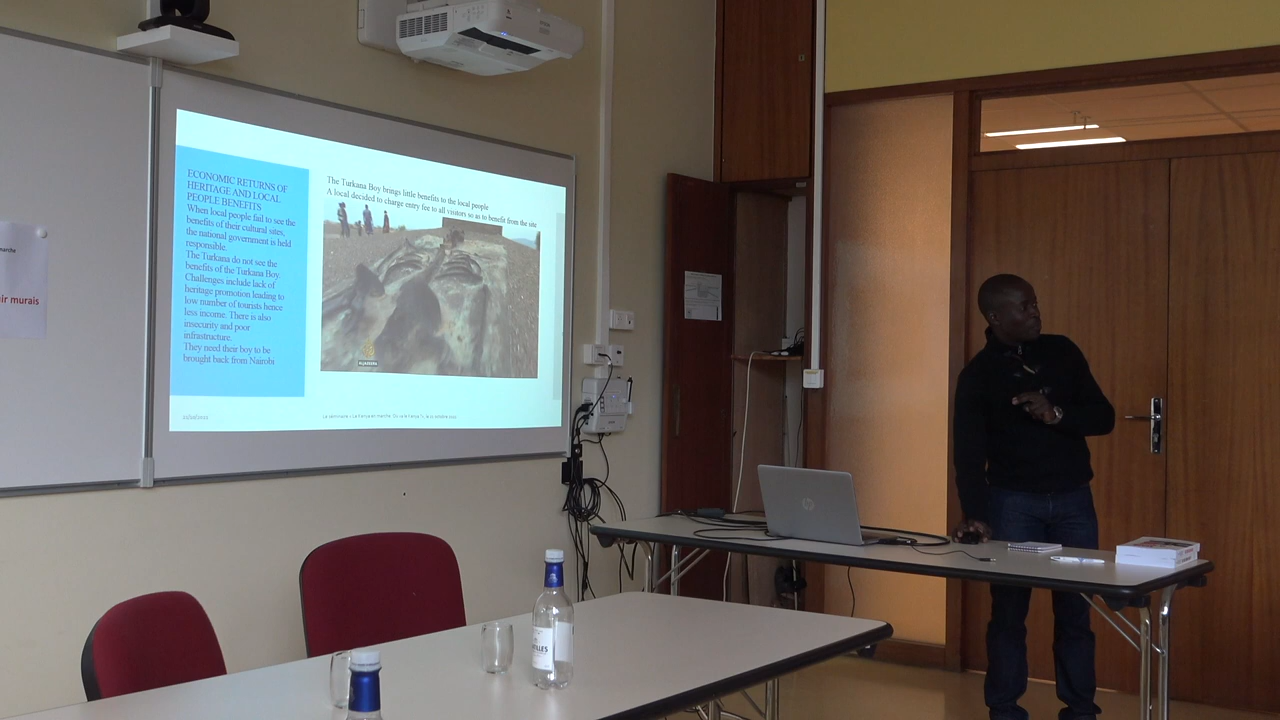 arche
ir murais
ECONOMIC RETURNS OF
HERITAGE AND LOCAL
PEOPLE BENEFITS
When local people fail to see the
benefits of their cultural sites,
the national government is held
responsible.
The Turkana do not see the
benefits of the Turkana Boy
Challenges include lack of
heritage promotion leading to
low number of tourists hence
less income. There is also
insecurity and poor
infrastructure.
They need their boy to be
brought back from Nairobi
The Turkana Boy brings little benefits to the local people
A local decided to charge entry fee to all visitors so as to benefit from the site
ALJAZEERA
hp